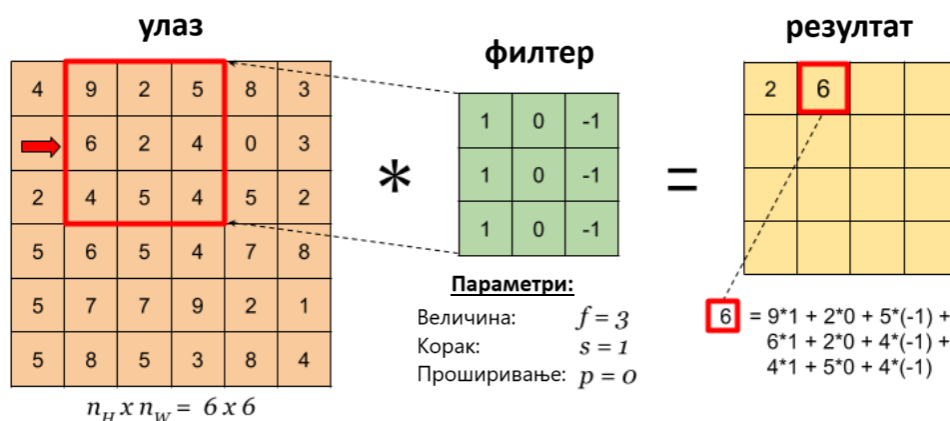 улаз
филтер
резултат
4 9 2 5 8 3
6 2 4 0 3
2 4 5 4 5 2
5 6 5 4 7 8
5 7 7 9 2 1
5 8 5 3 8 4
n_H x n_W = 6 x 6
*
1 0 -1
1 0 -1
1 0 -1
Параметри:
Величина: f = 3
Корак: s = 1
Проширивање: p = 0
=
2 6
6 = 9*1 + 2*0 + 5*(-1) +
6*1 + 2*0 + 4*(-1) +
4*1 + 5*0 + 4*(-1)